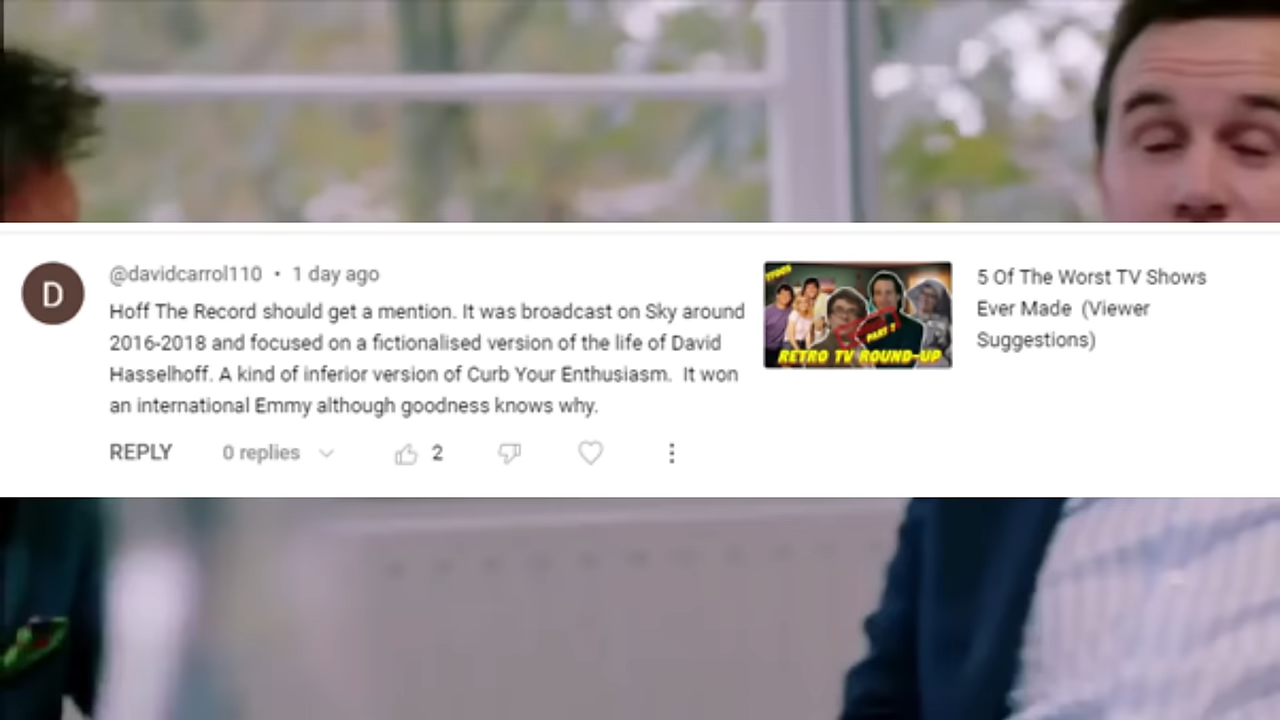 @davidcarrol110 • 1 day ago
Hoff The Record should get a mention. It was broadcast on Sky around
2016-2018 and focused on a fictionalised version of the life of David
Hasselhoff. A kind of inferior version of Curb Your Enthusiasm.  It won
an international Emmy although goodness knows why.
REPLY 0 replies 2
D
PART 2
RETRO TV ROUND-UP
5 Of The Worst TV Shows
Ever Made  (Viewer
Suggestions)